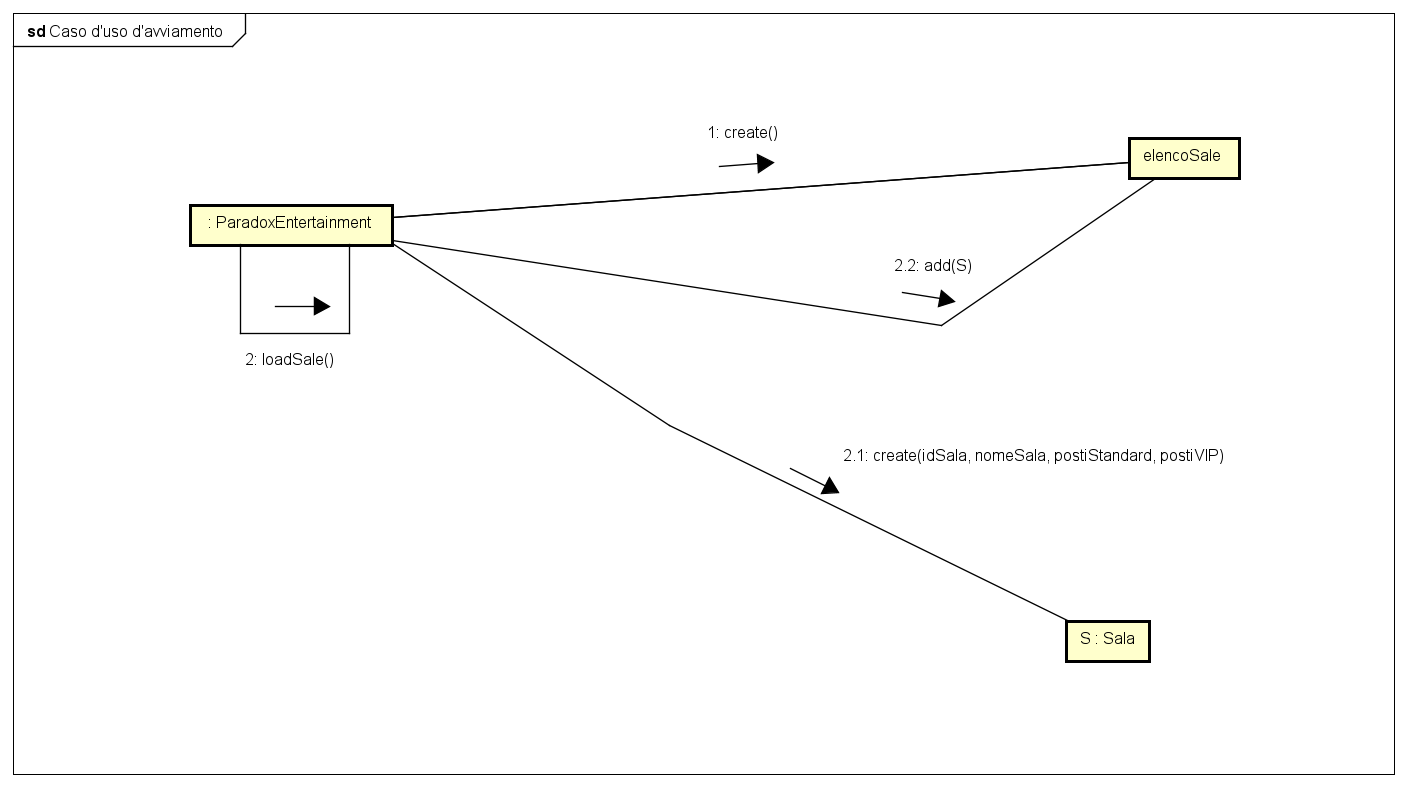 sd Caso d'uso d'avviamento
1: create()
elencoSale
: ParadoxEntertainment
2.2: add(S)
2: loadSale()
2.1: create(idSala, nomeSala, postiStandard, postiVIP)
S : Sala